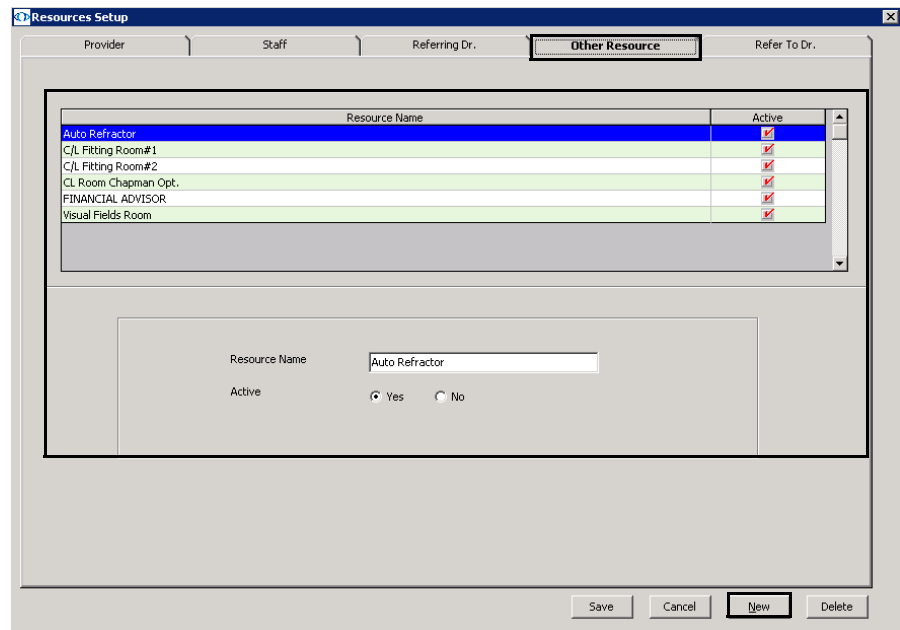 Resources Setup
Provider Staff Referring Dr. Other Resource Refer To Dr.
Resource Name Active
Auto Refractor
C/L Fitting Room#1
C/L Fitting Room#2
CL Room Chapman Opt.
FINANCIAL ADVISOR
Visual Fields Room
Resource Name Auto Refractor
Active Yes No
Save Cancel New Delete